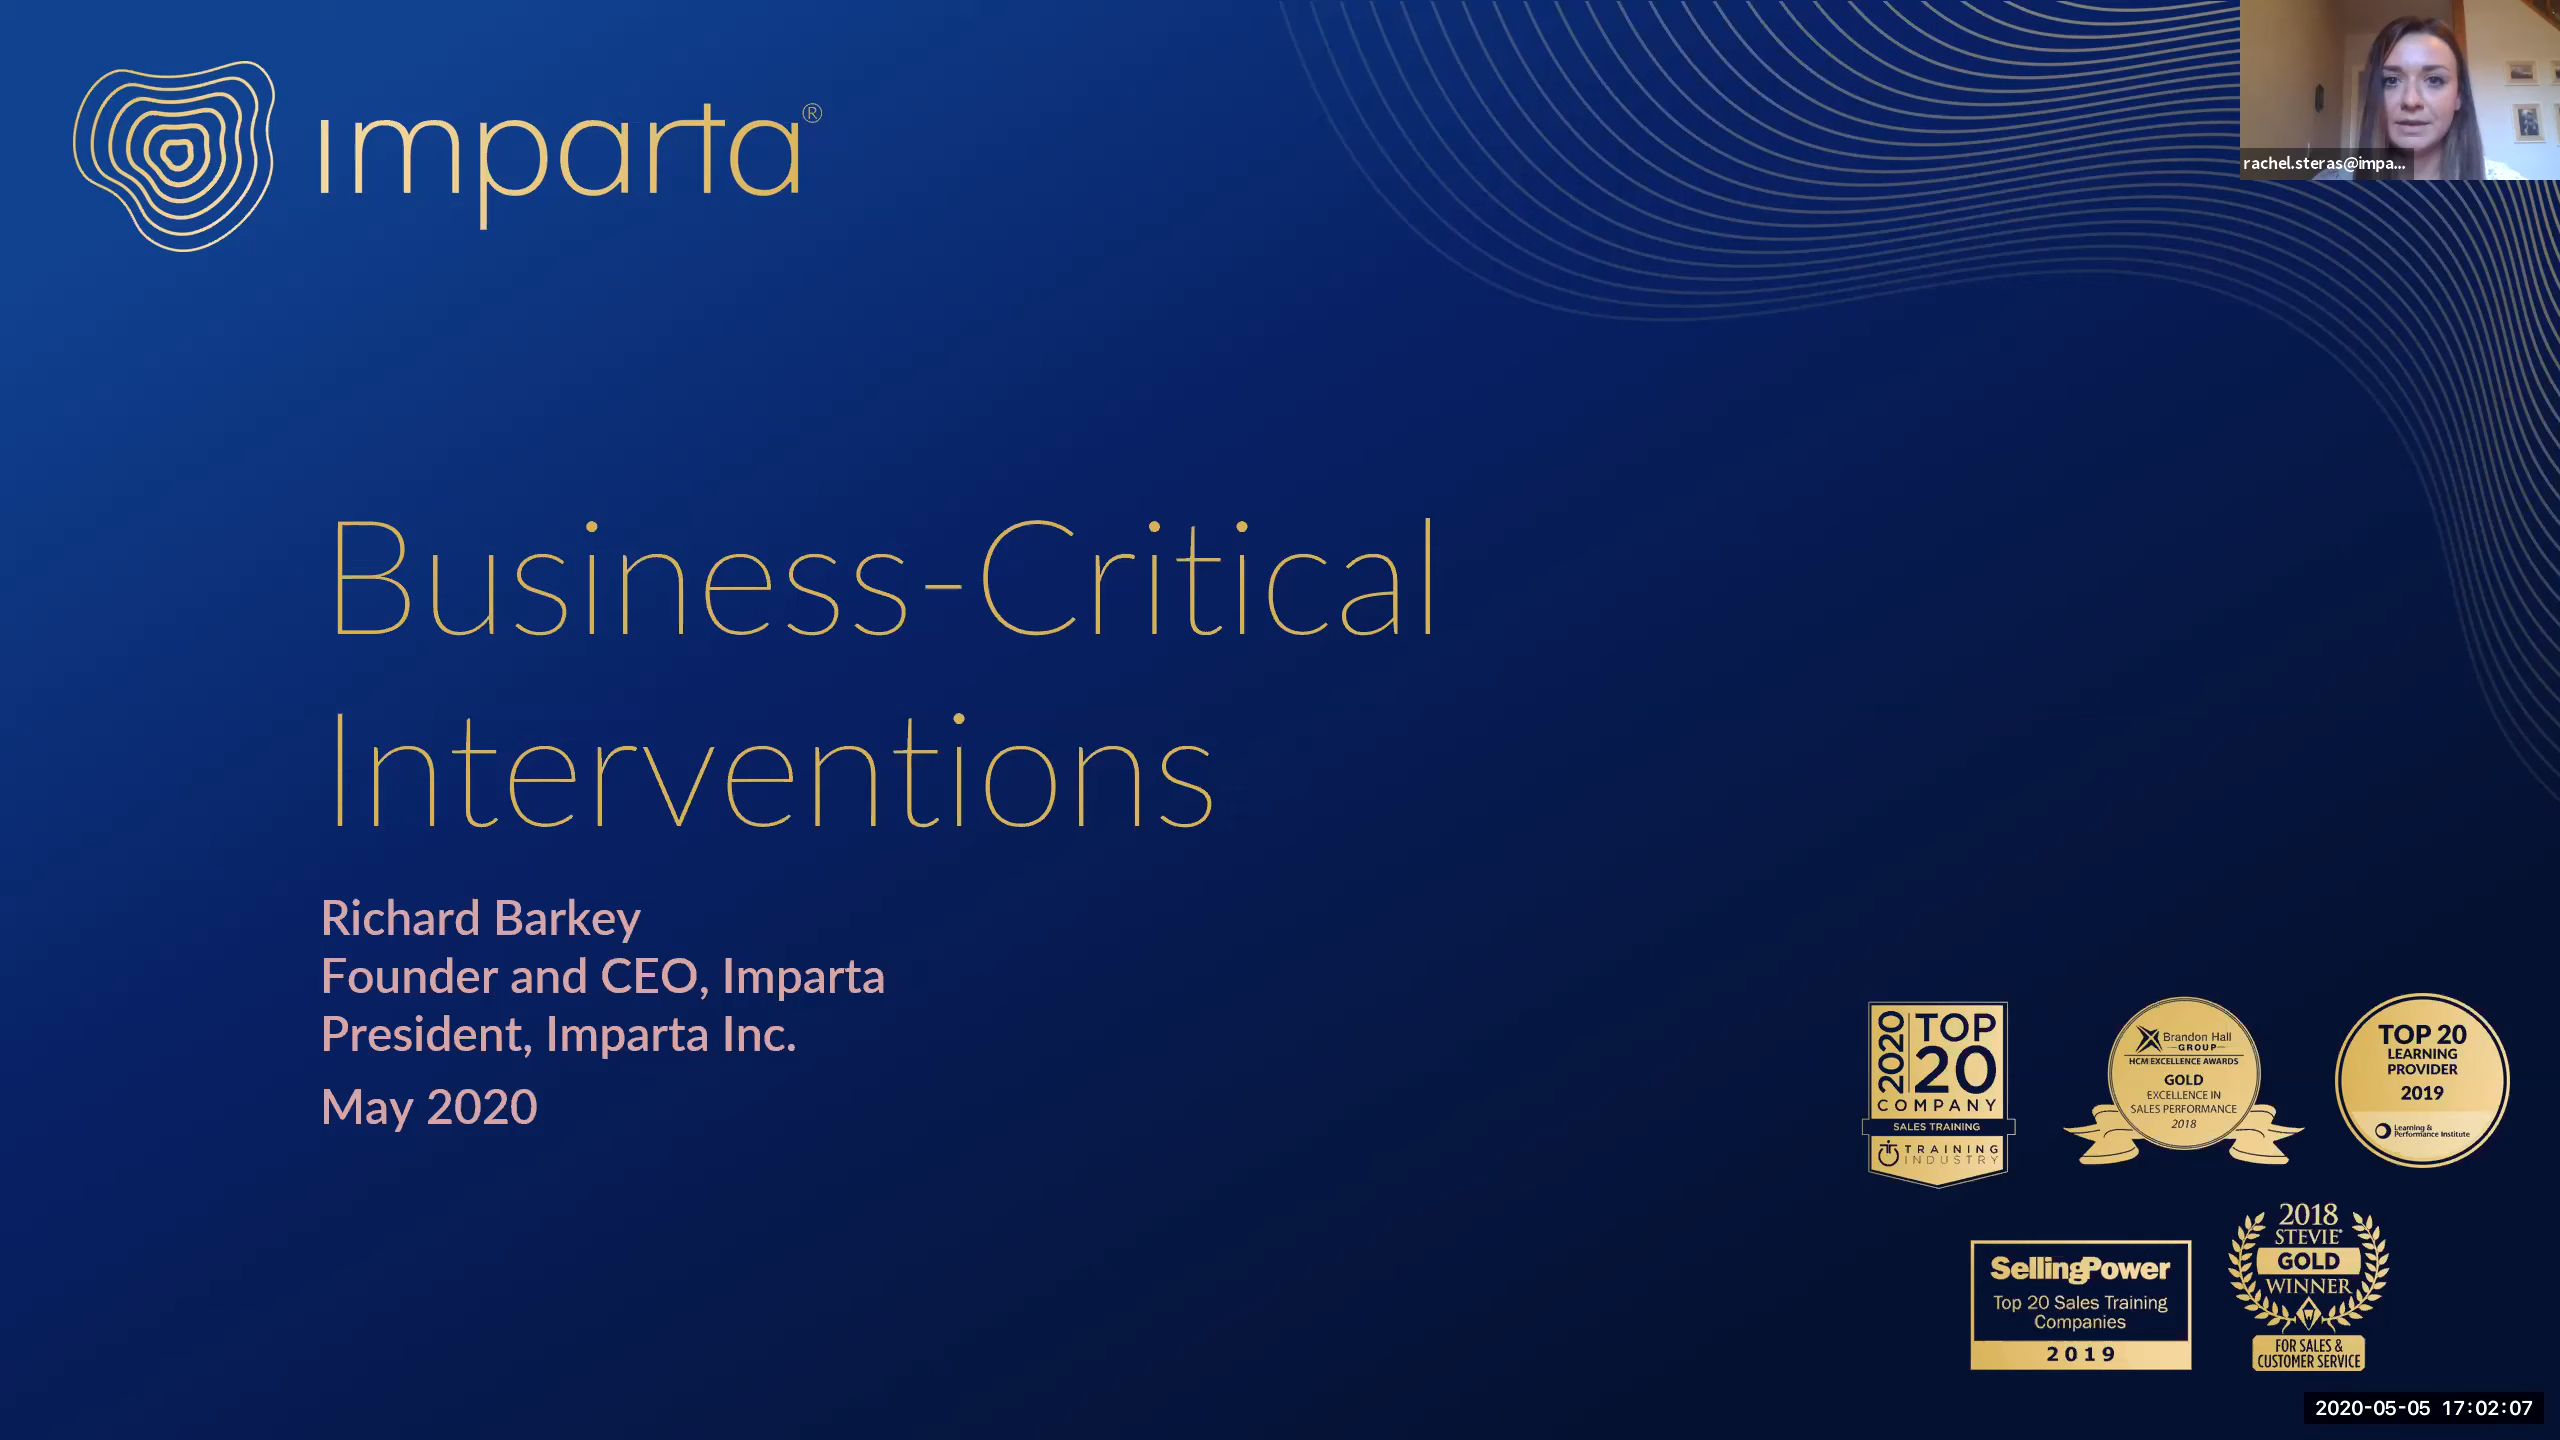 imparta®
rachel.steras@impa...
Business-Critical
Interventions
Richard Barkey
Founder and CEO, Imparta
President, Imparta Inc.
May 2020
2020
TOP
20
COMPANY
SALES TRAINING
TRAINING
INDUSTRY
Brandon Hall
GROUP
HCM EXCELLENCE AWARDS
GOLD
EXCELLENCE IN
SALES PERFORMANCE
2018
TOP 20
LEARNING
PROVIDER
2019
Learning &
Performance Institute
SellingPower
Top 20 Sales Training
Companies
2019
2018
STEVIE®
GOLD
WINNER
FOR SALES &
CUSTOMER SERVICE
2020-05-05 17:02:07